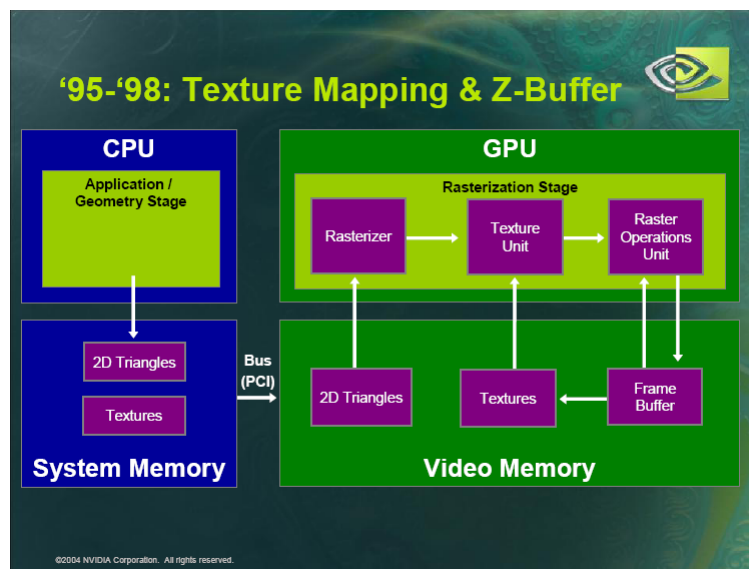 ‘95-‘98: Texture Mapping & Z-Buffer
CPU
Application /
Geometry Stage
GPU
Rasterization Stage
Rasterizer
Texture
Unit
Raster
Operations
Unit
2D Triangles
Textures
System Memory
Bus
(PCI)
2D Triangles
Textures
Frame
Buffer
Video Memory
©2004 NVIDIA Corporation. All rights reserved.